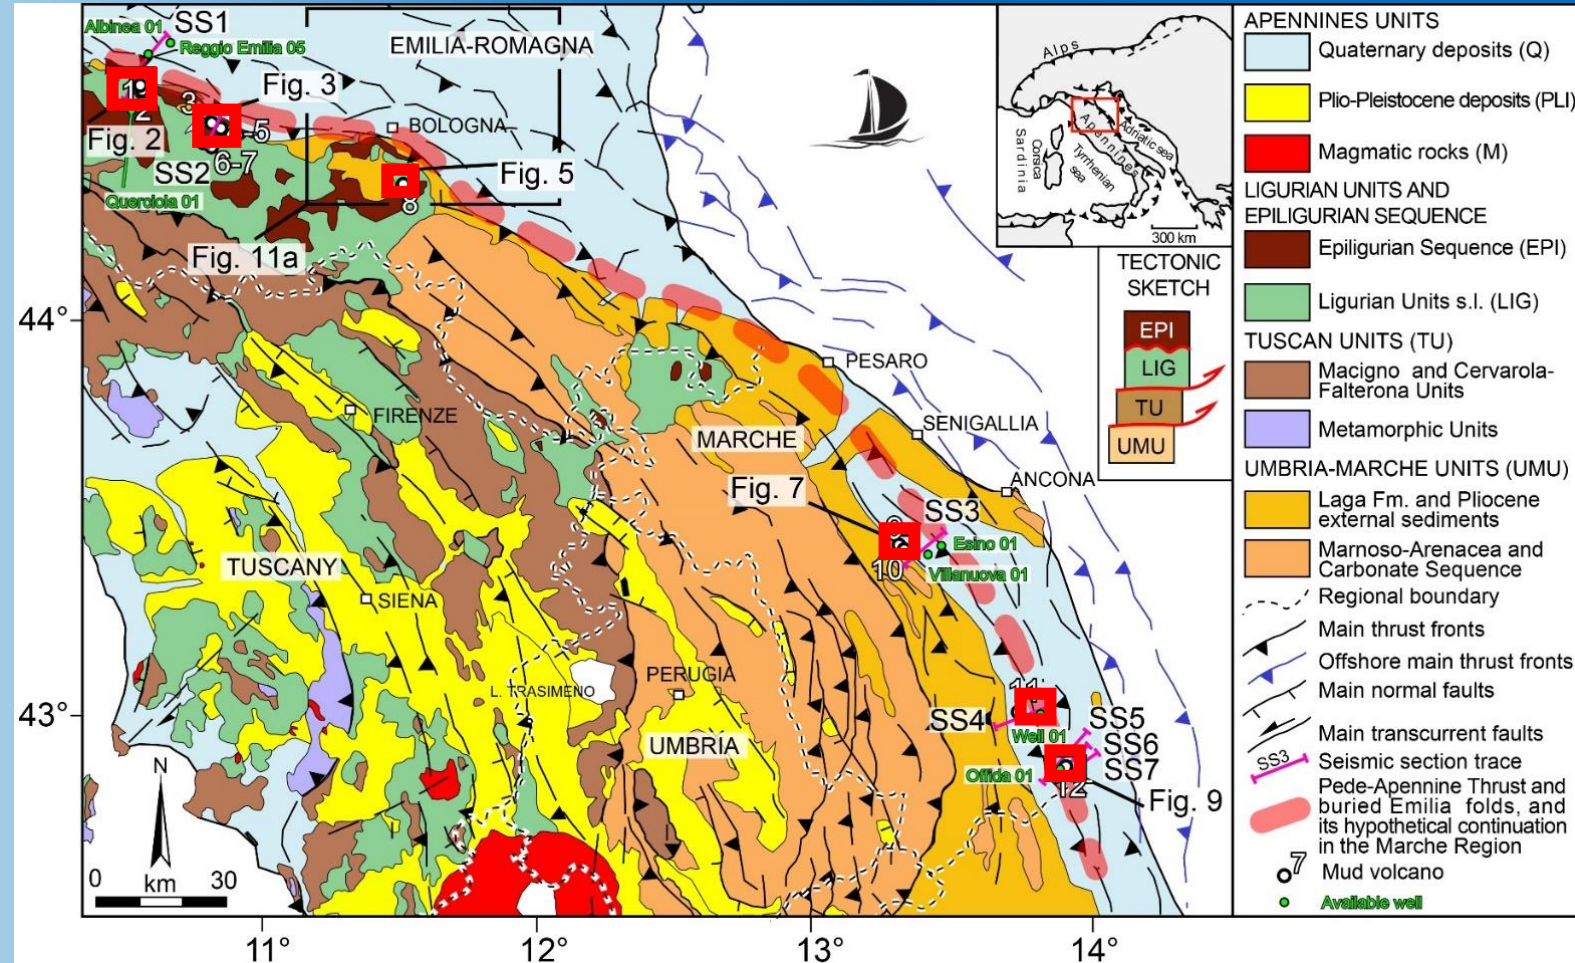 Albinea 01
SS1
Reggio Emilia 05
EMILIA-ROMAGNA
1
2
3
Fig. 3
BOLOGNA
5
Fig. 2
SS2
6-7
Fig. 5
Querciola 01
8
Fig. 11a
44°
PESARO
FIRENZE
MARCHE
SENIGALLIA
ANCONA
Fig. 7
SS3
Esino 01
Villanuova 01
10
TUSCANY
SIENA
L. TRASIMENO
PERUGIA
43°
11
SS4
Well 01
SS5
SS6
SS7
UMBRIA
Offida 01
12
Fig. 9
N
0 km 30
11°
12°
13°
14°
Alps
Apennines
Adriatic sea
Corsica
Sardinia
Tyrrhenian
sea
300 km
TECTONIC
SKETCH
EPI
LIG
TU
UMU
APENNINES UNITS
Quaternary deposits (Q)
Plio-Pleistocene deposits (PLI)
Magmatic rocks (M)
LIGURIAN UNITS AND
EPILIGURIAN SEQUENCE
Epiligurian Sequence (EPI)
Ligurian Units s.l. (LIG)
TUSCAN UNITS (TU)
Macigno and Cervarola-
Falterona Units
Metamorphic Units
UMBRIA-MARCHE UNITS (UMU)
Laga Fm. and Pliocene
external sediments
Marnoso-Arenacea and
Carbonate Sequence
Regional boundary
Main thrust fronts
Offshore main thrust fronts
Main normal faults
Main transcurrent faults
SS3
Seismic section trace
Pede-Apennine Thrust and
buried Emilia folds, and
its hypothetical continuation
in the Marche Region
7
Mud volcano
Available well